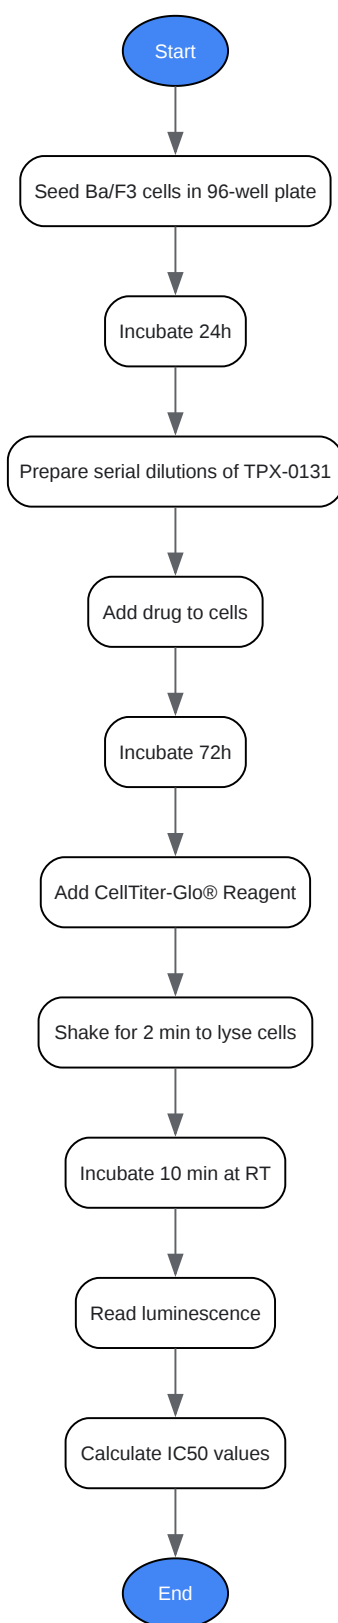 Start
Seed Ba/F3 cells in 96-well plate
Incubate 24h
Prepare serial dilutions of TPX-0131
Add drug to cells
Incubate 72h
Add CellTiter-Glo® Reagent
Shake for 2 min to lyse cells
Incubate 10 min at RT
Read luminescence
Calculate IC50 values
End